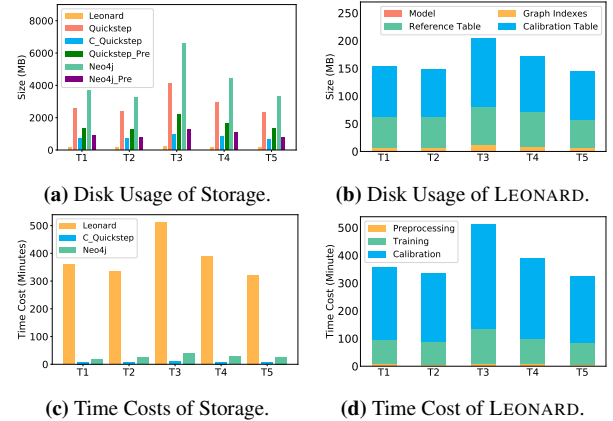 Leonard
Quickstep
C_Quickstep
Quickstep_Pre
Neo4j
Neo4j_Pre
Size (MB)
8000
6000
4000
2000
0
T1 T2 T3 T4 T5
(a) Disk Usage of Storage.
Model Graph Indexes
Reference Table Calibration Table
Size (MB)
250
200
150
100
50
0
T1 T2 T3 T4 T5
(b) Disk Usage of LEONARD.
Leonard
C_Quickstep
Neo4j
Time Cost (Minutes)
500
400
300
200
100
0
T1 T2 T3 T4 T5
(c) Time Costs of Storage.
Preprocessing
Training
Calibration
Time Cost (Minute)
500
400
300
200
100
0
T1 T2 T3 T4 T5
(d) Time Cost of LEONARD.